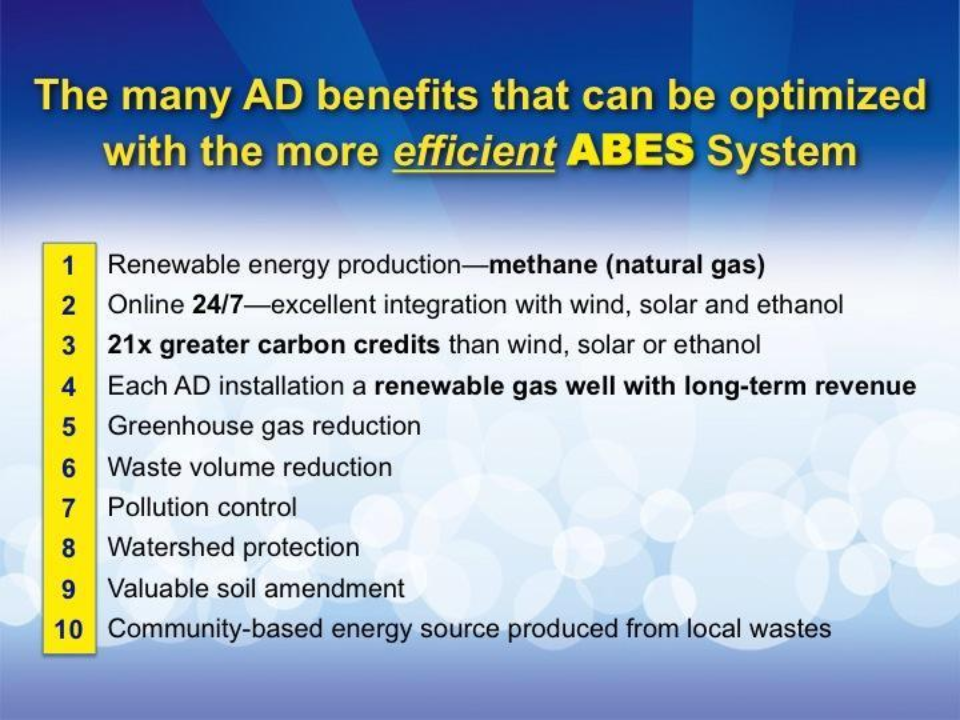 The many AD benefits that can be optimized
with the more efficient ABES System
1 Renewable energy production—methane (natural gas)
2 Online 24/7—excellent integration with wind, solar and ethanol
3 21x greater carbon credits than wind, solar or ethanol
4 Each AD installation a renewable gas well with long-term revenue
5 Greenhouse gas reduction
6 Waste volume reduction
7 Pollution control
8 Watershed protection
9 Valuable soil amendment
10 Community-based energy source produced from local wastes